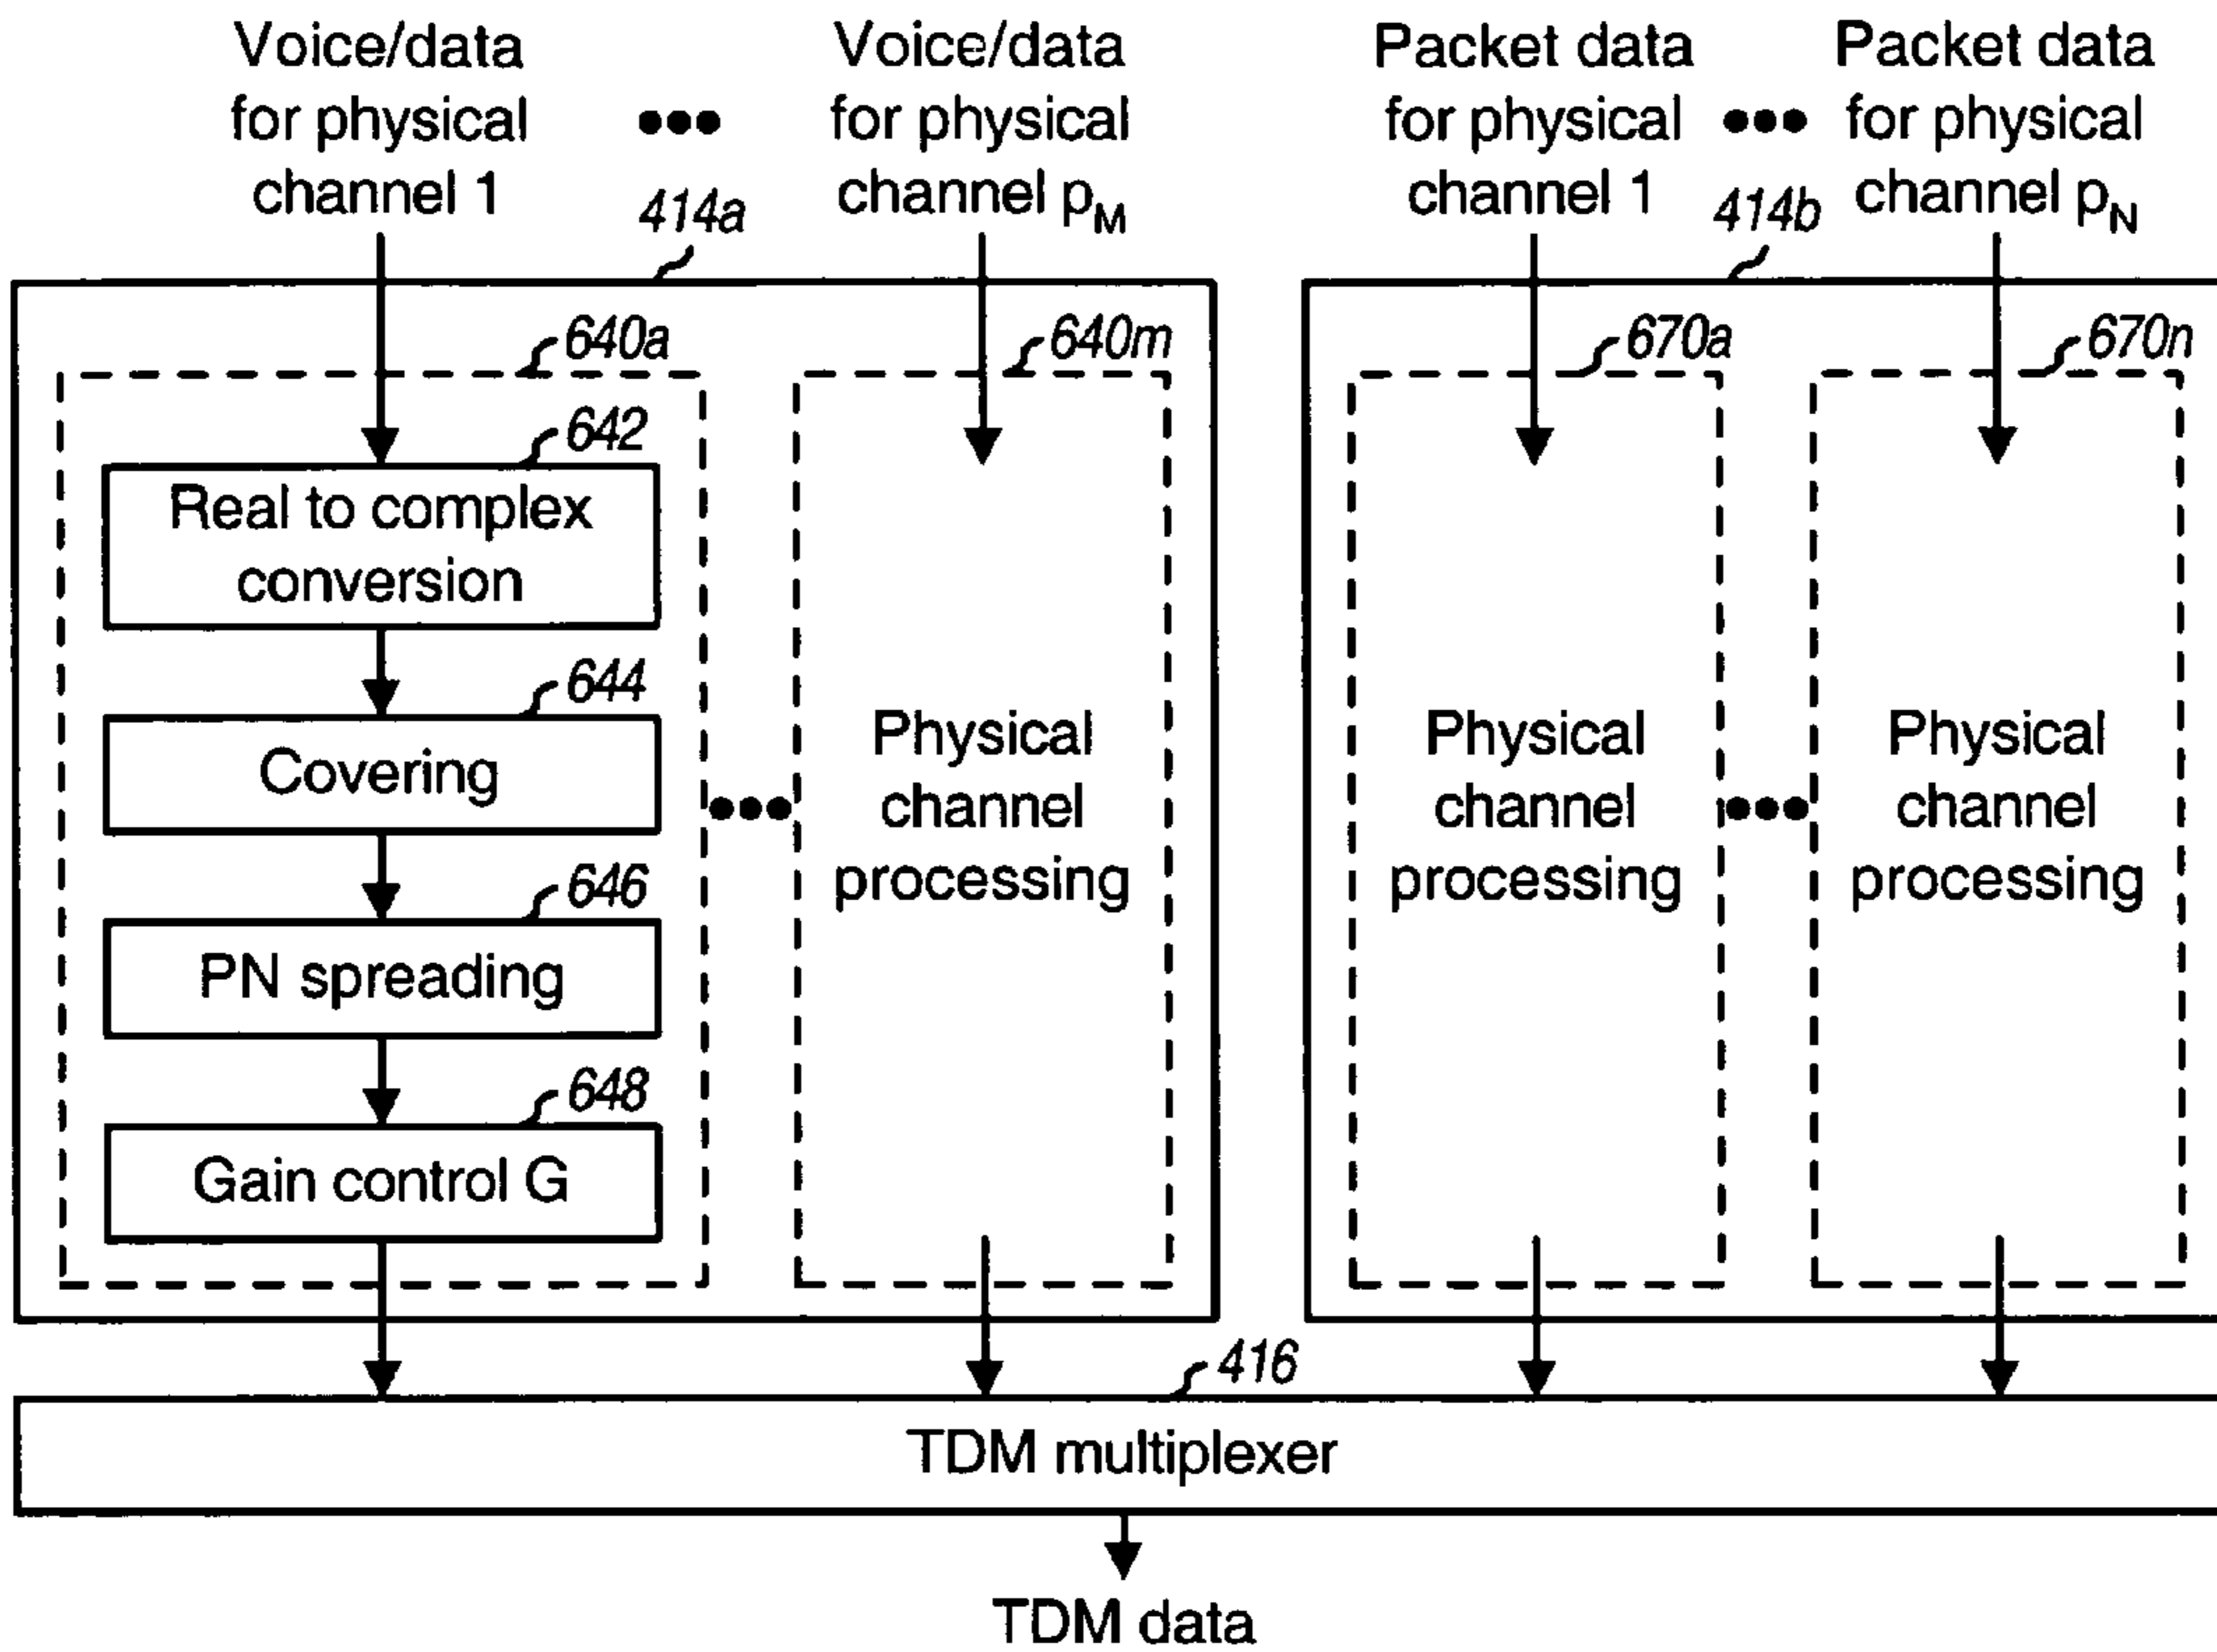 Voice/data
for physical
channel 1
•••
Voice/data
for physical
channel pM
Packet data
for physical
channel 1
•••
Packet data
for physical
channel pN
414a
414b
640a
640m
670a
670n
642
Real to complex
conversion
644
Covering
646
PN spreading
648
Gain control G
•••
Physical
channel
processing
Physical
channel
processing
•••
Physical
channel
processing
416
TDM multiplexer
TDM data